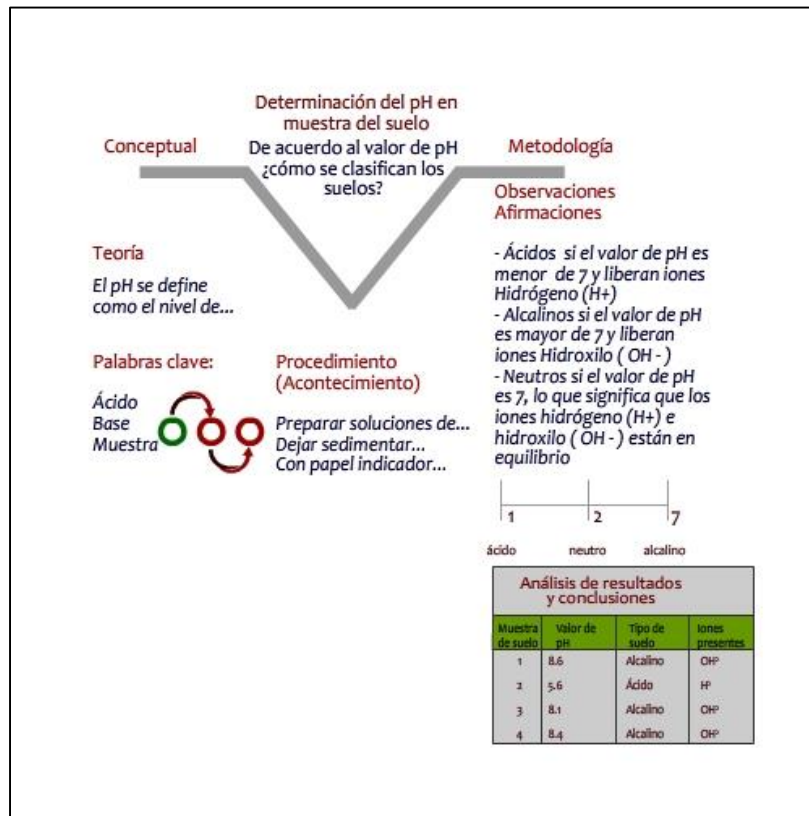 Determinación del pH en
muestra del suelo
Conceptual
De acuerdo al valor de pH
¿cómo se clasifican los
suelos?
Metodología
Observaciones
Afirmaciones
Teoría
El pH se define
como el nivel de...
- Ácidos si el valor de pH es
menor de 7 y liberan iones
Hidrógeno (H+)
- Alcalinos si el valor de pH
es mayor de 7 y liberan
iones Hidroxilo ( OH - )
- Neutros si el valor de pH
es 7, lo que significa que los
iones hidrógeno (H+) e
hidroxilo ( OH - ) están en
equilibrio
Palabras clave:
Ácido
Base
Muestra
Procedimiento
(Acontecimiento)
Preparar soluciones de...
Dejar sedimentar...
Con papel indicador...
1 2 7
ácido neutro alcalino
Análisis de resultados
y conclusiones
Muestra de suelo Valor de pH Tipo de suelo Iones presentes
1 8.6 Alcalino OHº
2 5.6 Ácido Hº
3 8.1 Alcalino OHº
4 8.4 Alcalino OHº